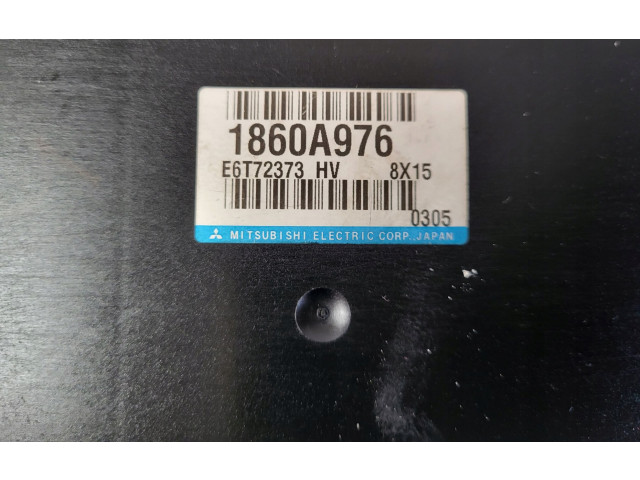 1860A976
E6T72373 HV 8X15
0305
MITSUBISHI ELECTRIC CORP., JAPAN